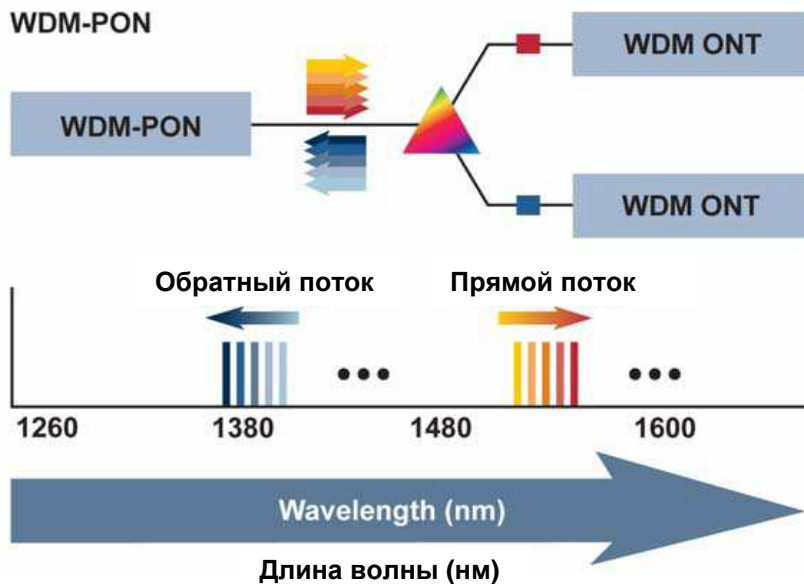 WDM-PON
WDM ONT
WDM-PON
WDM ONT
Обратный поток Прямой поток
1260 1380 1480 1600
Wavelength (nm)
Длина волны (нм)